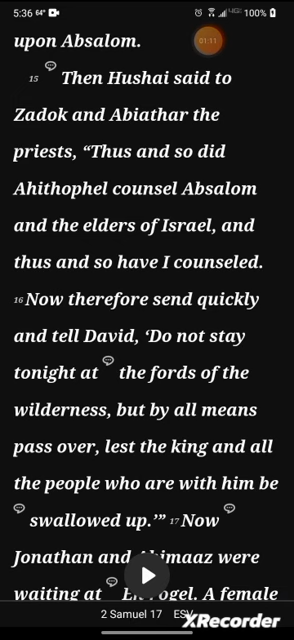 5:36 64°
100%
upon Absalom.
01:11
15 Then Hushai said to
Zadok and Abiathar the
priests, “Thus and so did
Ahithophel counsel Absalom
and the elders of Israel, and
thus and so have I counseled.
16 Now therefore send quickly
and tell David, ‘Do not stay
tonight at the fords of the
wilderness, but by all means
pass over, lest the king and all
the people who are with him be
swallowed up.’” 17 Now
Jonathan and Ahimaaz were
waiting at En-rogel. A female
2 Samuel 17 ESV
XRecorder